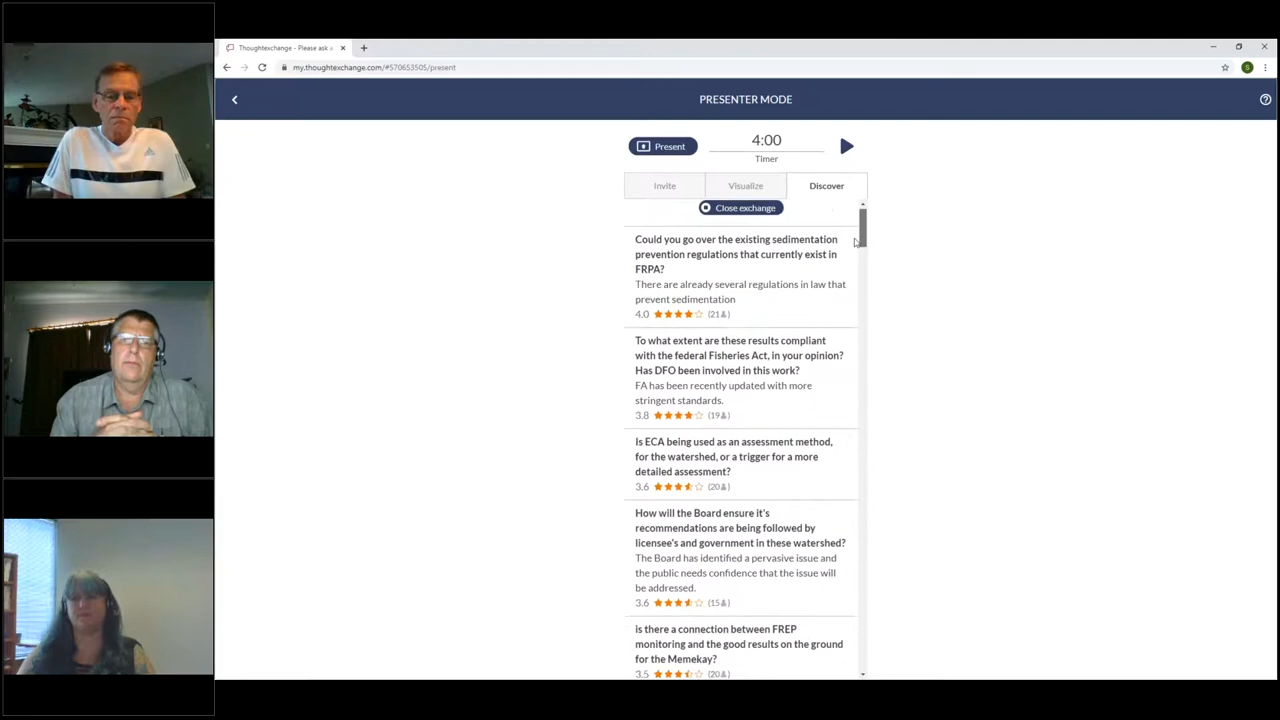 Thoughtexchange - Please ask a
my.thoughtexchange.com/#570653505/present
S
PRESENTER MODE
Present
4:00
Timer
Invite
Visualize
Discover
Close exchange
Could you go over the existing sedimentation
prevention regulations that currently exist in
FRPA?
There are already several regulations in law that
prevent sedimentation
4.0 (21)
To what extent are these results compliant
with the federal Fisheries Act, in your opinion?
Has DFO been involved in this work?
FA has been recently updated with more
stringent standards.
3.8 (19)
Is ECA being used as an assessment method,
for the watershed, or a trigger for a more
detailed assessment?
3.6 (20)
How will the Board ensure it's
recommendations are being followed by
licensee's and government in these watershed?
The Board has identified a pervasive issue and
the public needs confidence that the issue will
be addressed.
3.6 (15)
is there a connection between FREP
monitoring and the good results on the ground
for the Memekay?
3.5 (20)